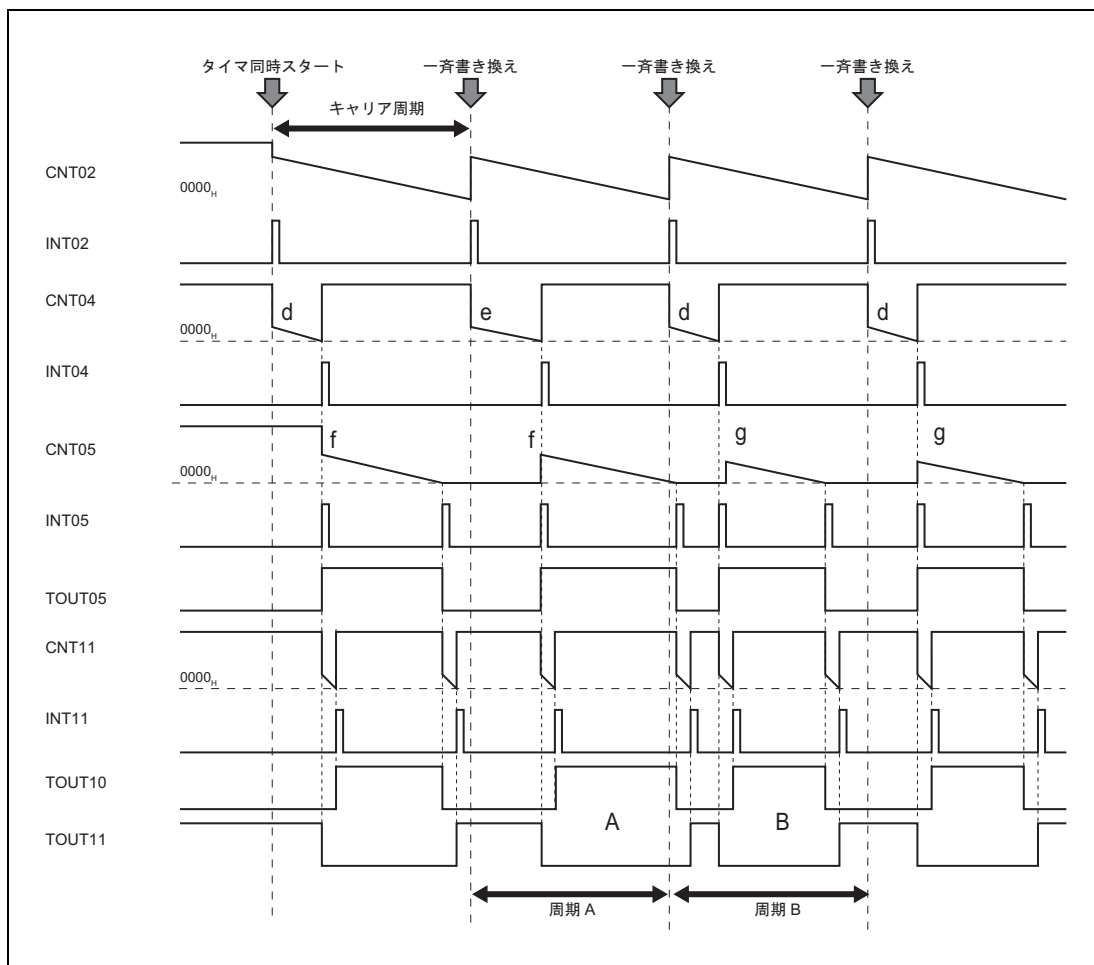 タイマ同時スタート 一斉書き換え 一斉書き換え 一斉書き換え
キャリア周期
CNT02
0000H
INT02
CNT04
d e d d
0000H
INT04
CNT05
f f g g
0000H
INT05
TOUT05
CNT11
0000H
INT11
TOUT10
A B
TOUT11
周期 A 周期 B